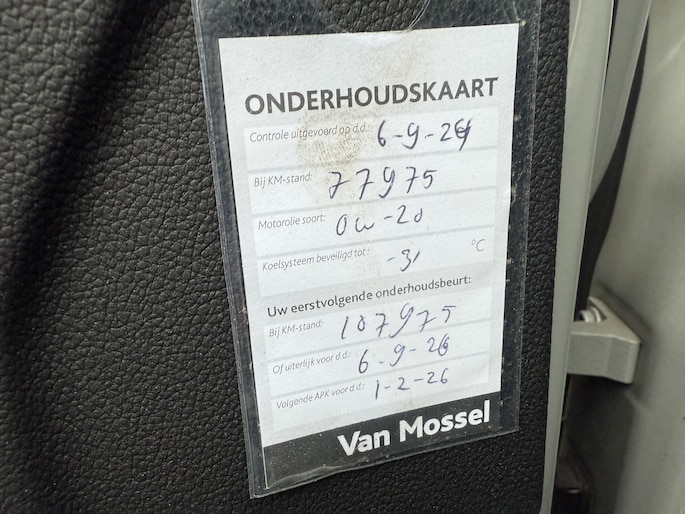 ONDERHOUDSKAART
Controle uitgevoerd op d.d.: 6-9-24
Bij KM-stand: 77975
Motorolie soort: 0w-20
Koelsysteem beveiligd tot: -31 °C
Uw eerstvolgende onderhoudsbeurt:
Bij KM-stand: 107975
Of uiterlijk voor d.d.: 6-9-26
Volgende APK voor d.d.: 1-2-26
Van Mossel